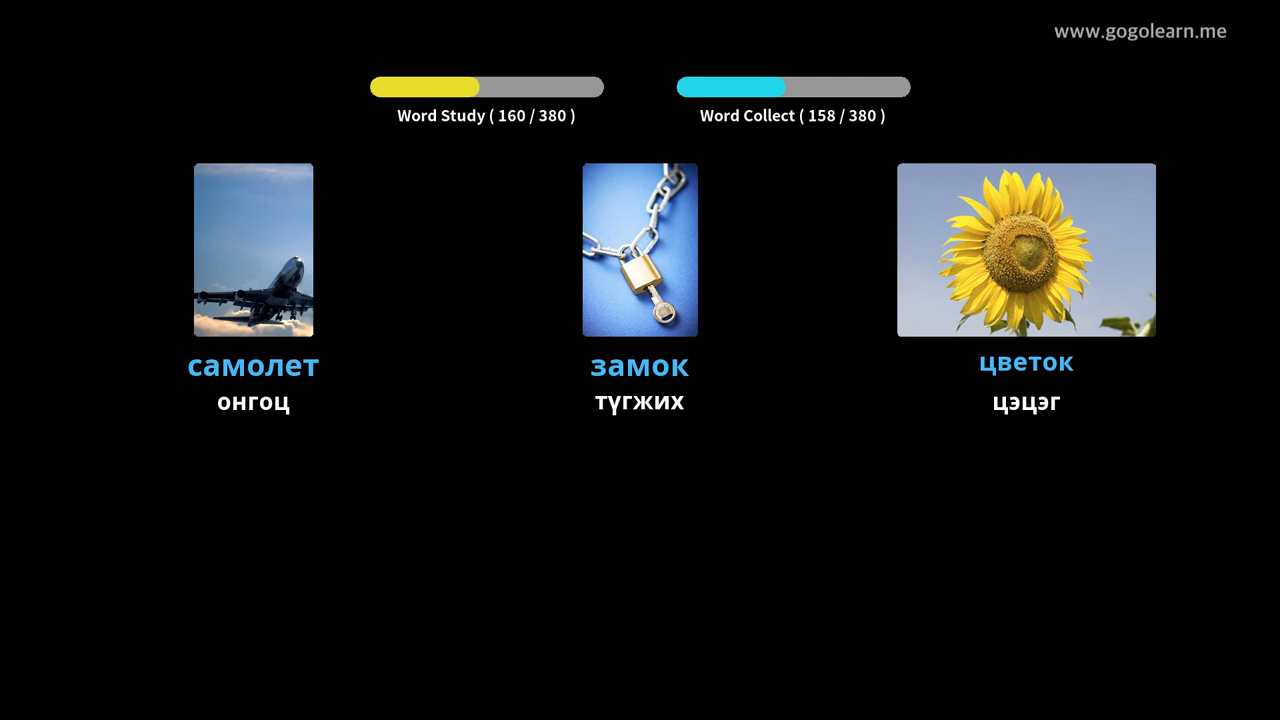 www.gogolearn.me
Word Study ( 160 / 380 )
Word Collect ( 158 / 380 )
самолет
замок
цветок
онгоц
түгжих
цэцэг